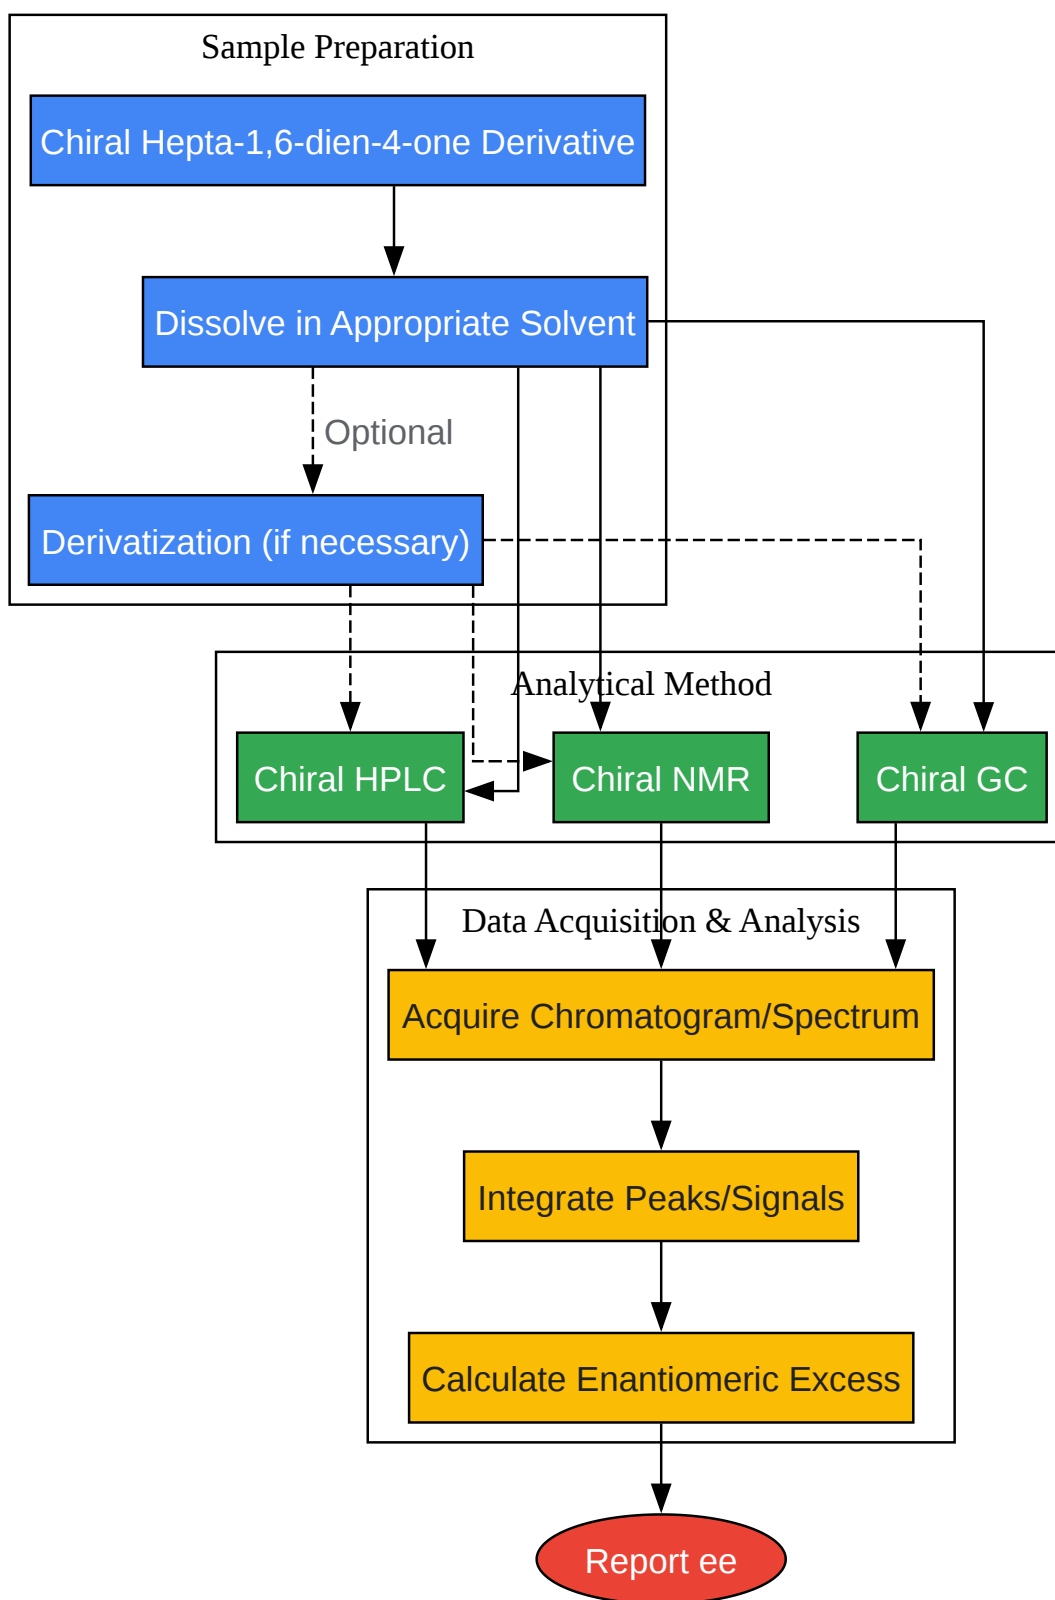 Sample Preparation
Chiral Hepta-1,6-dien-4-one Derivative
Dissolve in Appropriate Solvent
Optional
Derivatization (if necessary)
Analytical Method
Chiral HPLC
Chiral NMR
Chiral GC
Data Acquisition & Analysis
Acquire Chromatogram/Spectrum
Integrate Peaks/Signals
Calculate Enantiomeric Excess
Report ee